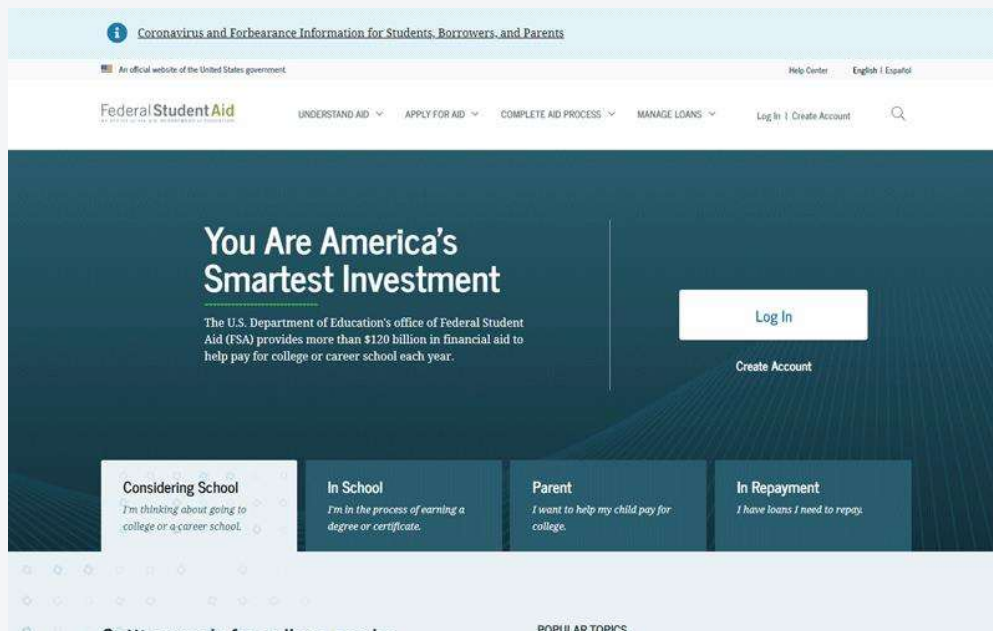 Coronavirus and Forbearance Information for Students, Borrowers, and Parents
An official website of the United States government.
Help Center English | Español
Federal Student Aid
UNDERSTAND AID APPLY FOR AID COMPLETE AID PROCESS MANAGE LOANS Log In | Create Account
You Are America's
Smartest Investment
The U.S. Department of Education's office of Federal Student
Aid (FSA) provides more than $120 billion in financial aid to
help pay for college or career school each year.
Log In
Create Account
Considering School
I'm thinking about going to
college or a career school.
In School
I'm in the process of earning a
degree or certificate.
Parent
I want to help my child pay for
college.
In Repayment
I have loans I need to repay.
POPULAR TOPICS